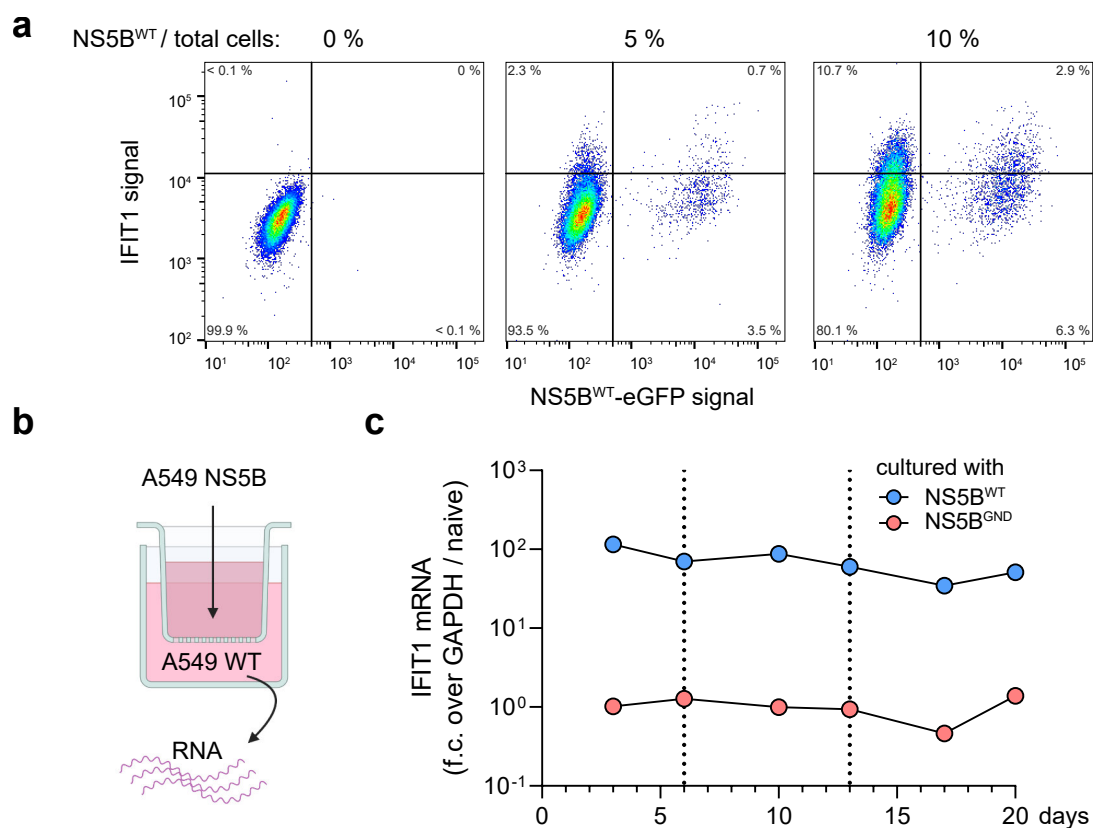 a
NS5B^WT / total cells: 0 % 5 % 10 %
< 0.1 % 0 % 2.3 % 0.7 % 10.7 % 2.9 %
IFIT1 signal
10^5
10^4
10^3
10^2
99.9 % < 0.1 % 93.5 % 3.5 % 80.1 % 6.3 %
10^1 10^2 10^3 10^4 10^5 10^1 10^2 10^3 10^4 10^5 10^1 10^2 10^3 10^4 10^5
NS5B^WT-eGFP signal
b
A549 NS5B
A549 WT
RNA
c
IFIT1 mRNA
(f.c. over GAPDH / naive)
10^3
10^2
10^1
10^0
10^-1
cultured with
NS5B^WT
NS5B^GND
0 5 10 15 20 days